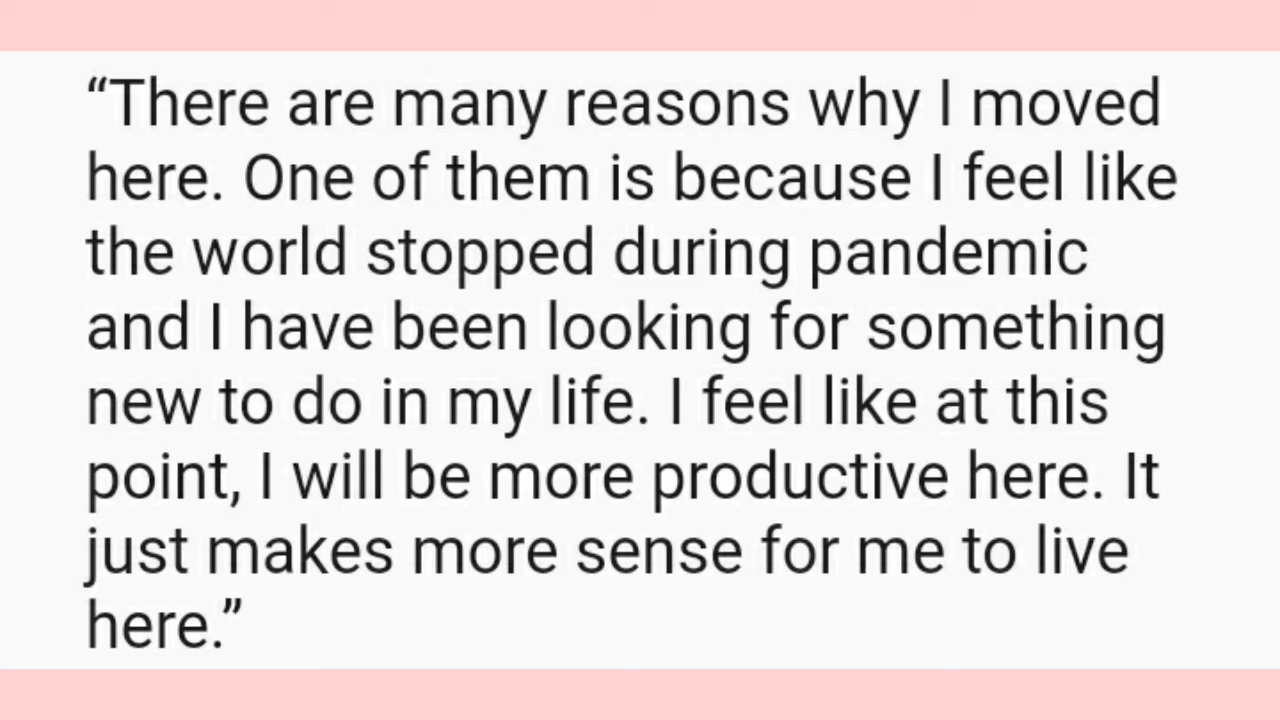 “There are many reasons why I moved
here. One of them is because I feel like
the world stopped during pandemic
and I have been looking for something
new to do in my life. I feel like at this
point, I will be more productive here. It
just makes more sense for me to live
here.”